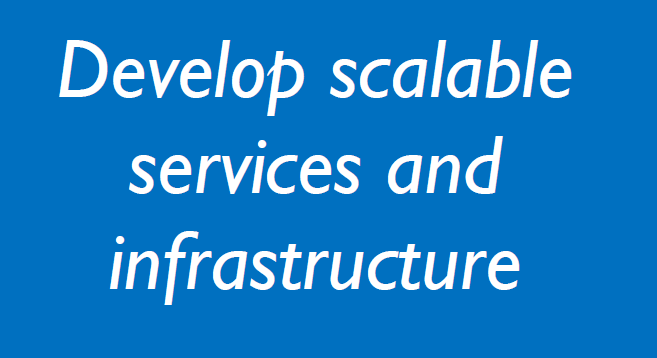 Develop scalable
services and
infrastructure